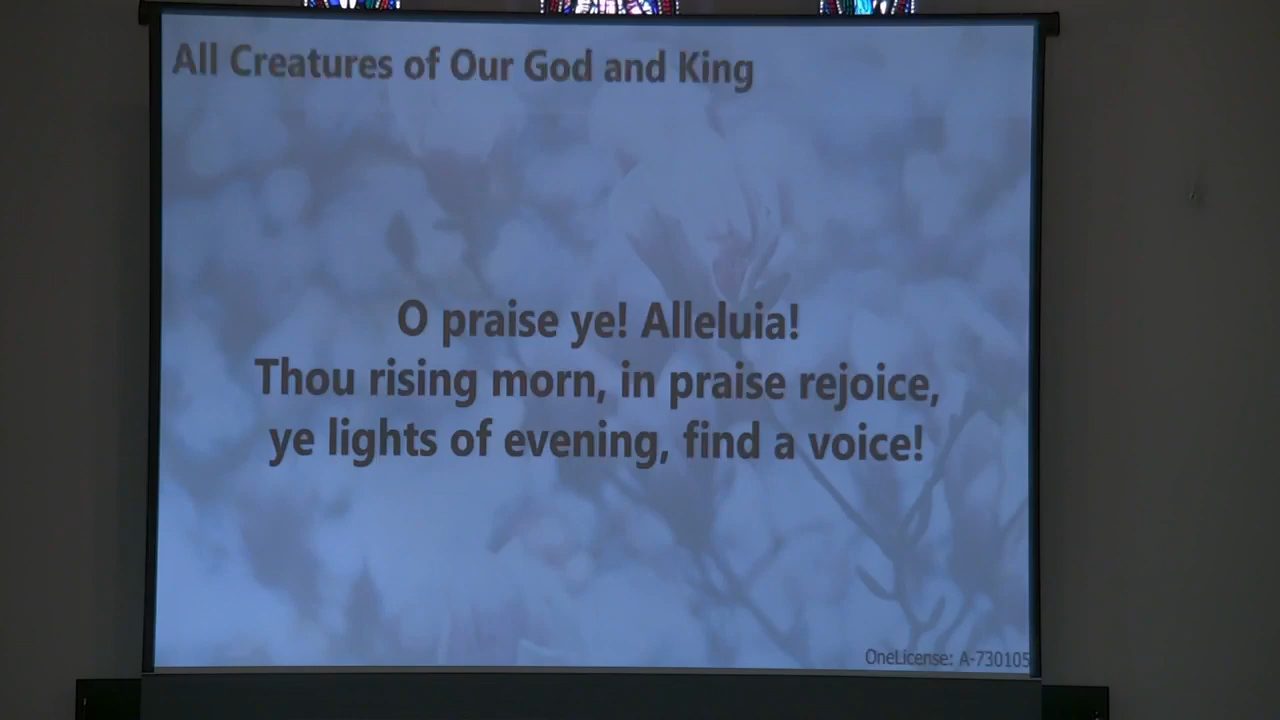 All Creatures of Our God and King
O praise ye! Alleluia!
Thou rising morn, in praise rejoice,
ye lights of evening, find a voice!
OneLicense: A-730105